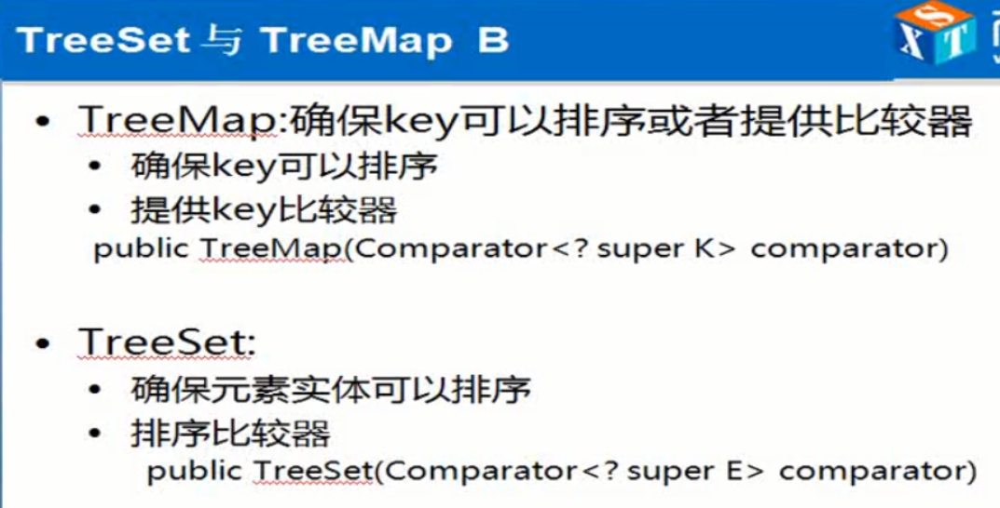 TreeSet 与 TreeMap B
SXT
• TreeMap:确保key可以排序或者提供比较器
• 确保key可以排序
• 提供key比较器
public TreeMap(Comparator<? super K> comparator)
• TreeSet:
• 确保元素实体可以排序
• 排序比较器
public TreeSet(Comparator<? super E> comparator)